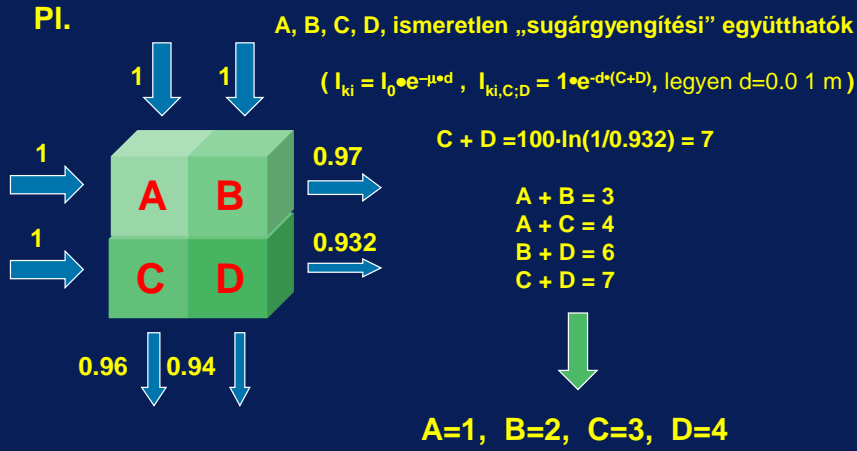 Pl.
A, B, C, D, ismeretlen „sugárgyengítési” együtthatók
1 1
( Iki = I0•e–μ•d , Iki,C;D = 1•e-d•(C+D), legyen d=0.0 1 m )
C + D =100·ln(1/0.932) = 7
1
0.97
A B
A + B = 3
A + C = 4
B + D = 6
C + D = 7
1
0.932
C D
0.96 0.94
A=1, B=2, C=3, D=4